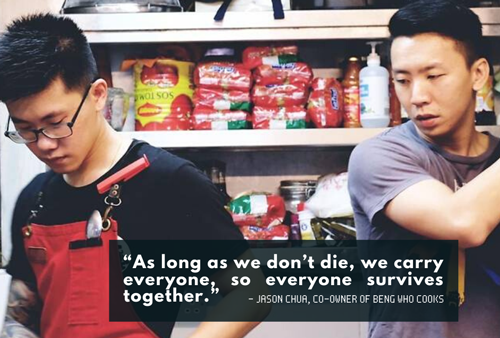 SOTSOM
“As long as we don’t die, we carry
everyone, so everyone survives
together.”
– JASON CHUA, CO-OWNER OF BENG WHO COOKS